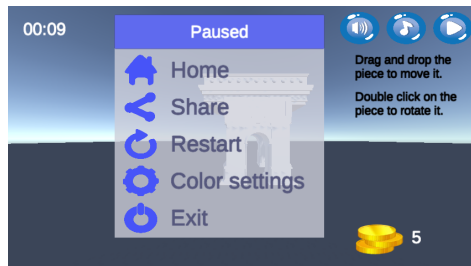 00:09
Paused
Home
Share
Restart
Color settings
Exit
Drag and drop the
piece to move it.
Double click on the
piece to rotate it.
5